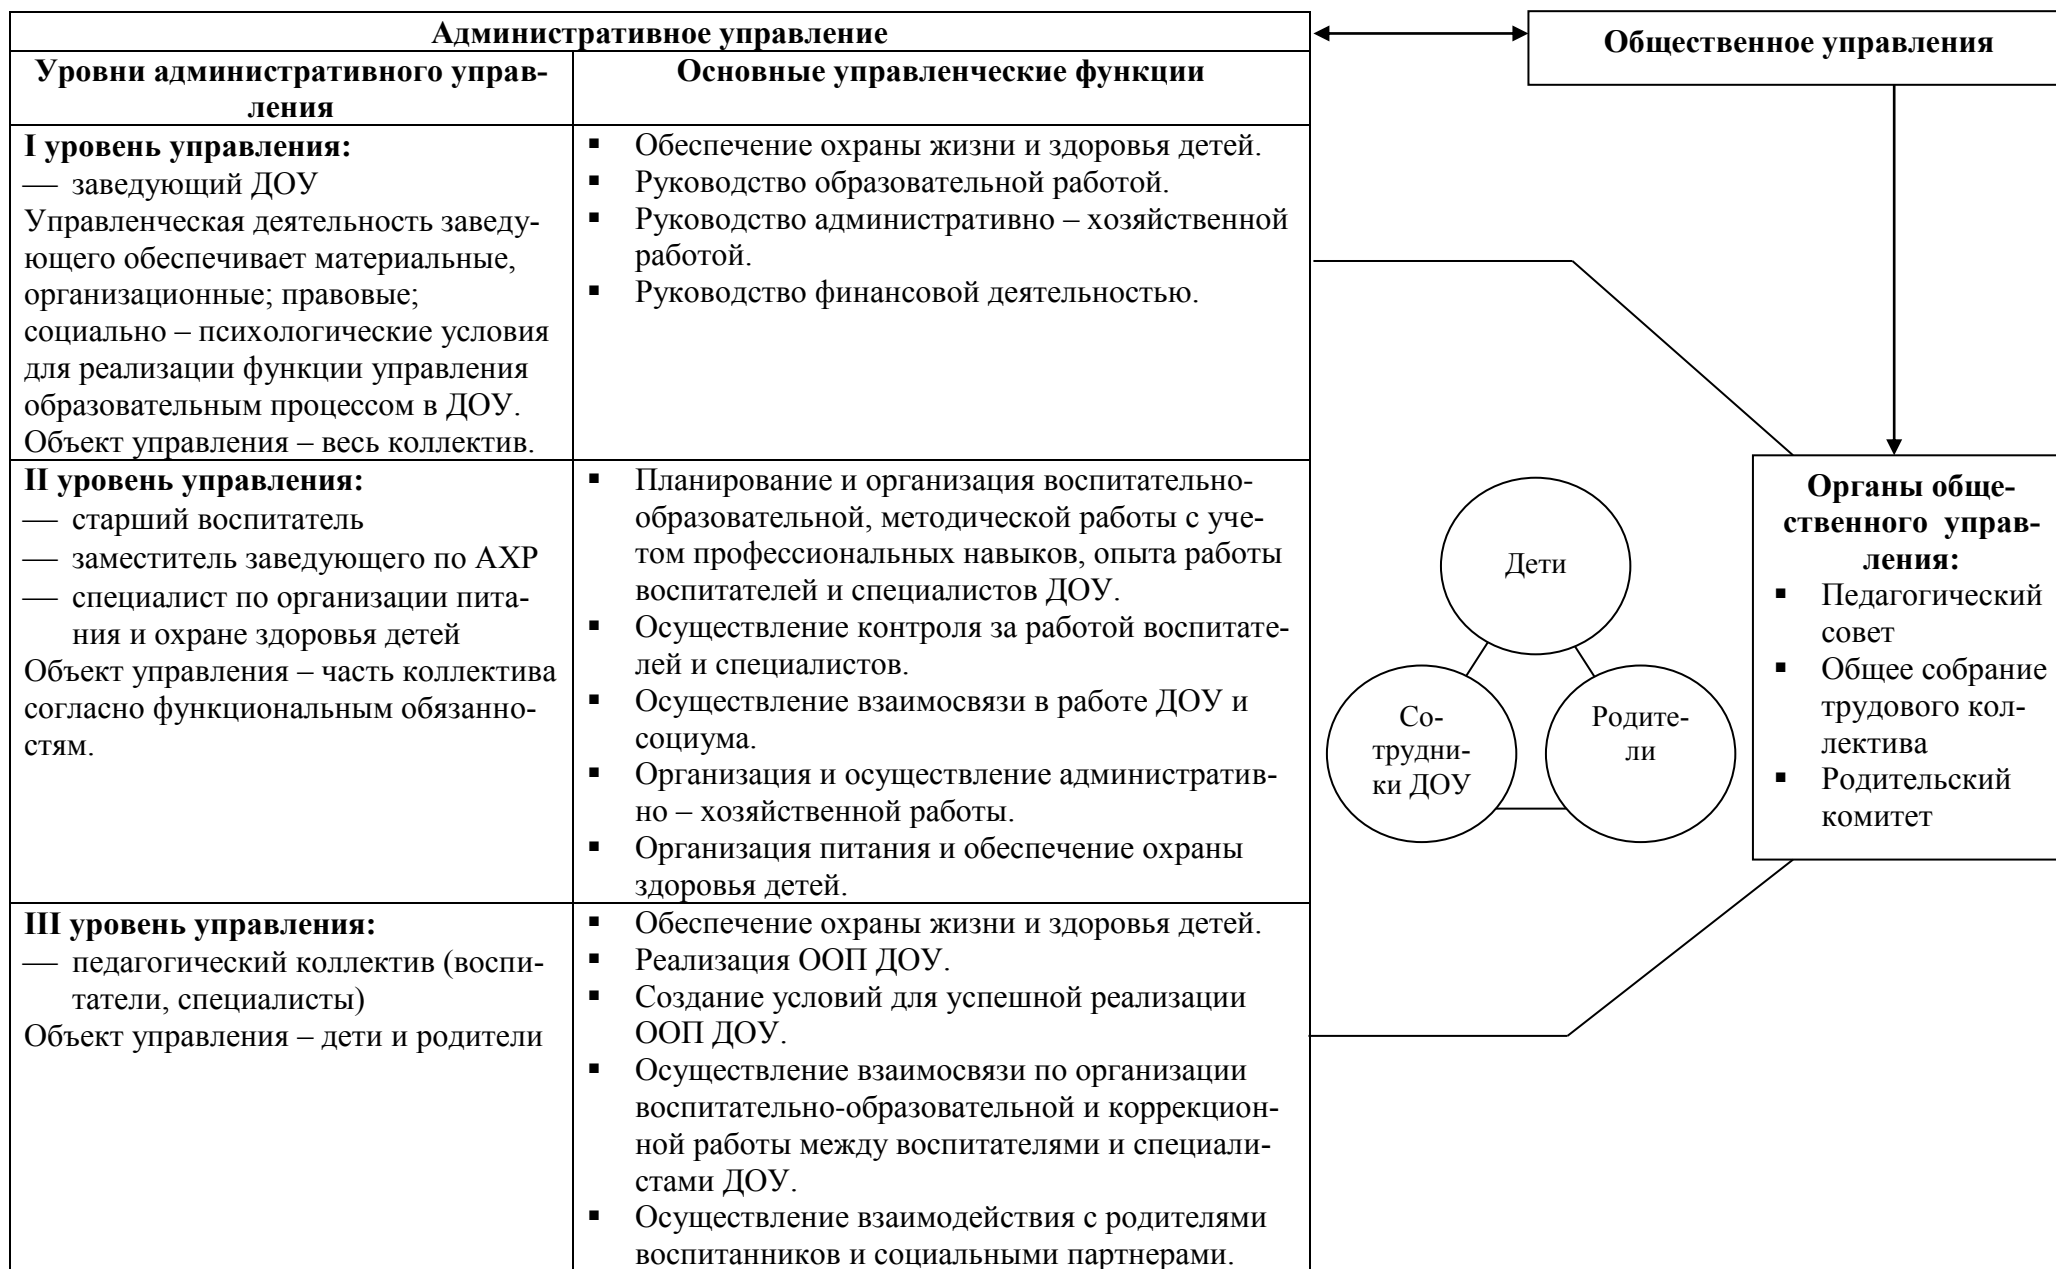 Административное управление
Уровни административного управ-
ления
Основные управленческие функции
I уровень управления:
— заведующий ДОУ
Управленческая деятельность заведу-
ющего обеспечивает материальные,
организационные; правовые;
социально – психологические условия
для реализации функции управления
образовательным процессом в ДОУ.
Объект управления – весь коллектив.
▪ Обеспечение охраны жизни и здоровья детей.
▪ Руководство образовательной работой.
▪ Руководство административно – хозяйственной
работой.
▪ Руководство финансовой деятельностью.
II уровень управления:
— старший воспитатель
— заместитель заведующего по АХР
— специалист по организации пита-
ния и охране здоровья детей
Объект управления – часть коллектива
согласно функциональным обязанно-
стям.
▪ Планирование и организация воспитательно-
образовательной, методической работы с уче-
том профессиональных навыков, опыта работы
воспитателей и специалистов ДОУ.
▪ Осуществление контроля за работой воспитате-
лей и специалистов.
▪ Осуществление взаимосвязи в работе ДОУ и
социума.
▪ Организация и осуществление административ-
но – хозяйственной работы.
▪ Организация питания и обеспечение охраны
здоровья детей.
III уровень управления:
— педагогический коллектив (воспи-
татели, специалисты)
Объект управления – дети и родители
▪ Обеспечение охраны жизни и здоровья детей.
▪ Реализация ООП ДОУ.
▪ Создание условий для успешной реализации
ООП ДОУ.
▪ Осуществление взаимосвязи по организации
воспитательно-образовательной и коррекцион-
ной работы между воспитателями и специали-
стами ДОУ.
▪ Осуществление взаимодействия с родителями
воспитанников и социальными партнерами.
Общественное управления
Дети
Со-
трудни-
ки ДОУ
Родите-
ли
Органы обще-
ственного управ-
ления:
▪ Педагогический
совет
▪ Общее собрание
трудового кол-
лектива
▪ Родительский
комитет